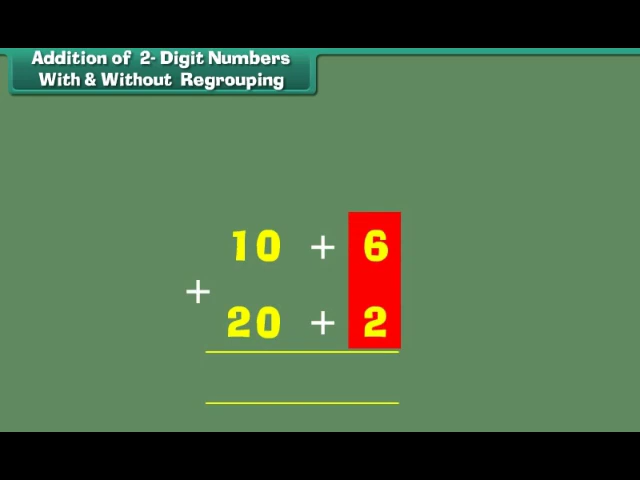 Addition of 2- Digit Numbers
With & Without Regrouping
10 + 6
+
20 + 2